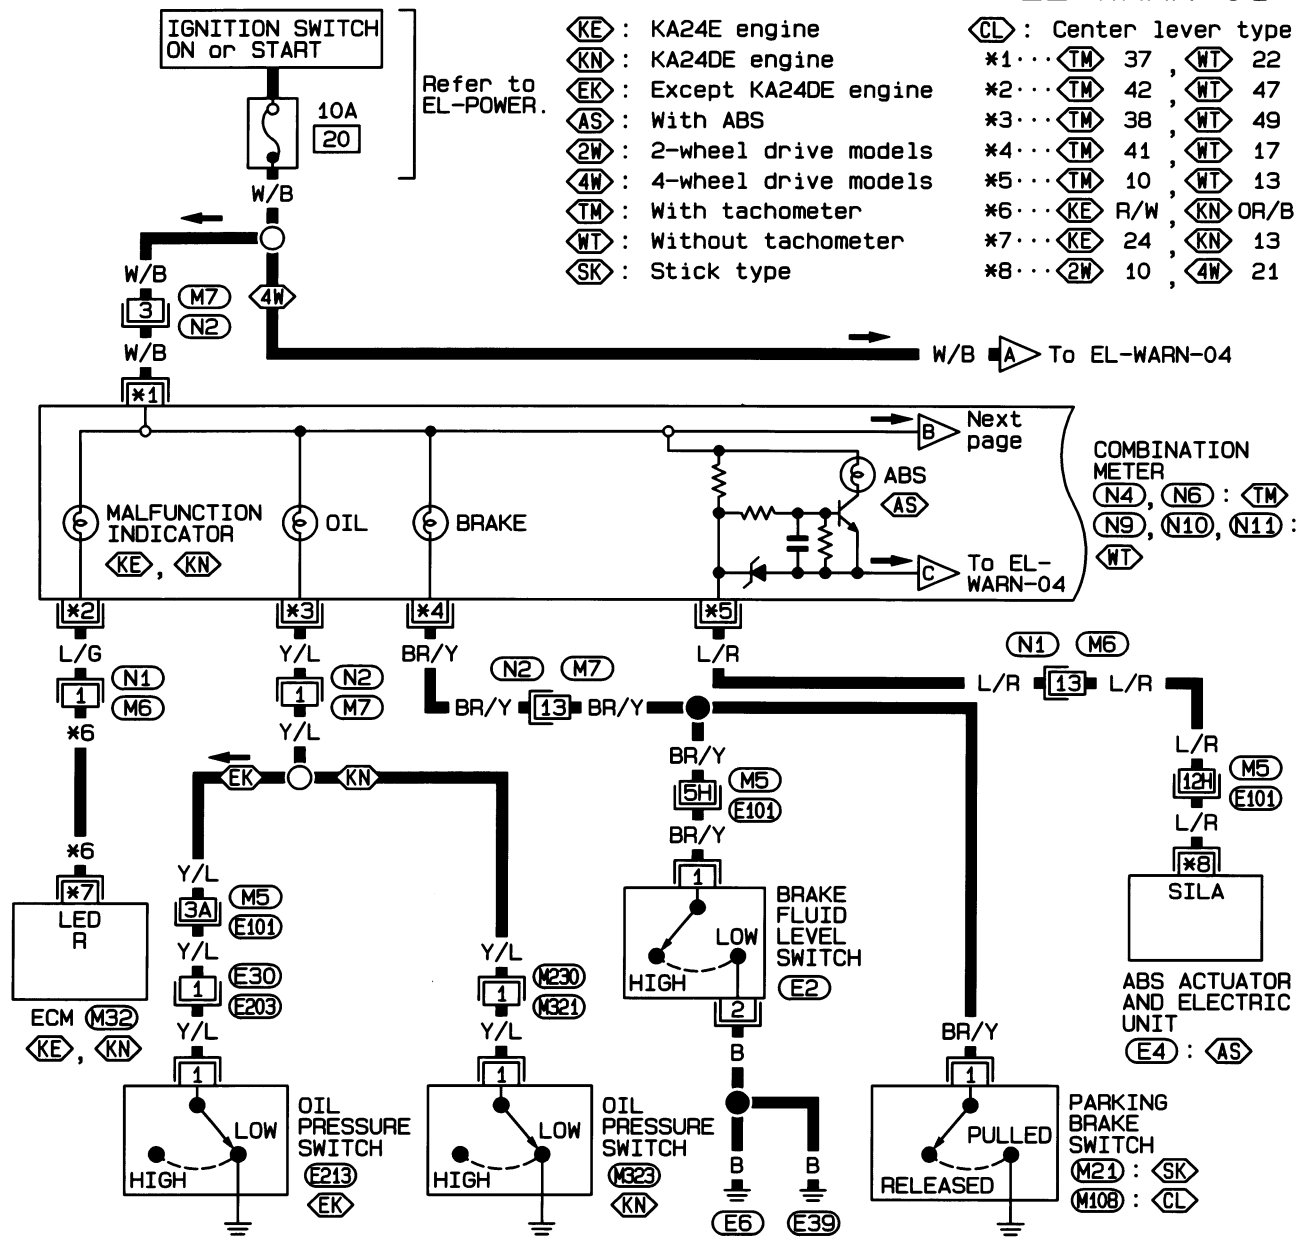 IGNITION SWITCH
ON or START
10A
20
Refer to
EL-POWER.
KE : KA24E engine
KN : KA24DE engine
EK : Except KA24DE engine
AS : With ABS
2W : 2-wheel drive models
4W : 4-wheel drive models
TM : With tachometer
WT : Without tachometer
SK : Stick type
CL : Center lever type
*1··· TM 37 , WT 22
*2··· TM 42 , WT 47
*3··· TM 38 , WT 49
*4··· TM 41 , WT 17
*5··· TM 10 , WT 13
*6··· KE R/W , KN OR/B
*7··· KE 24 , KN 13
*8··· 2W 10 , 4W 21
W/B
W/B
3
M7
N2
W/B
4W
*1
W/B
A
To EL-WARN-04
B
Next
page
COMBINATION
METER
N4 , N6 : TM
N9 , N10 , N11 :
WT
MALFUNCTION
INDICATOR
KE , KN
OIL
BRAKE
ABS
AS
C
To EL-
WARN-04
*2
*3
*4
*5
L/G
Y/L
BR/Y
L/R
1
N1
M6
1
N2
M7
N2 M7
BR/Y 13 BR/Y
N1 M6
L/R 13 L/R
*6
Y/L
EK
KN
BR/Y
5H
M5
E101
BR/Y
L/R
12H
M5
E101
L/R
*6
*7
LED
R
ECM M32
KE , KN
Y/L
3A
M5
E101
Y/L
1
E30
E203
Y/L
1
LOW
HIGH
OIL
PRESSURE
SWITCH
E213
EK
Y/L
1
M230
M321
Y/L
1
LOW
HIGH
OIL
PRESSURE
SWITCH
M323
KN
1
LOW
HIGH
BRAKE
FLUID
LEVEL
SWITCH
E2
2
B
B
B
E6
E39
BR/Y
1
PULLED
RELEASED
PARKING
BRAKE
SWITCH
M21 : SK
M108 : CL
*8
SILA
ABS ACTUATOR
AND ELECTRIC
UNIT
E4 : AS